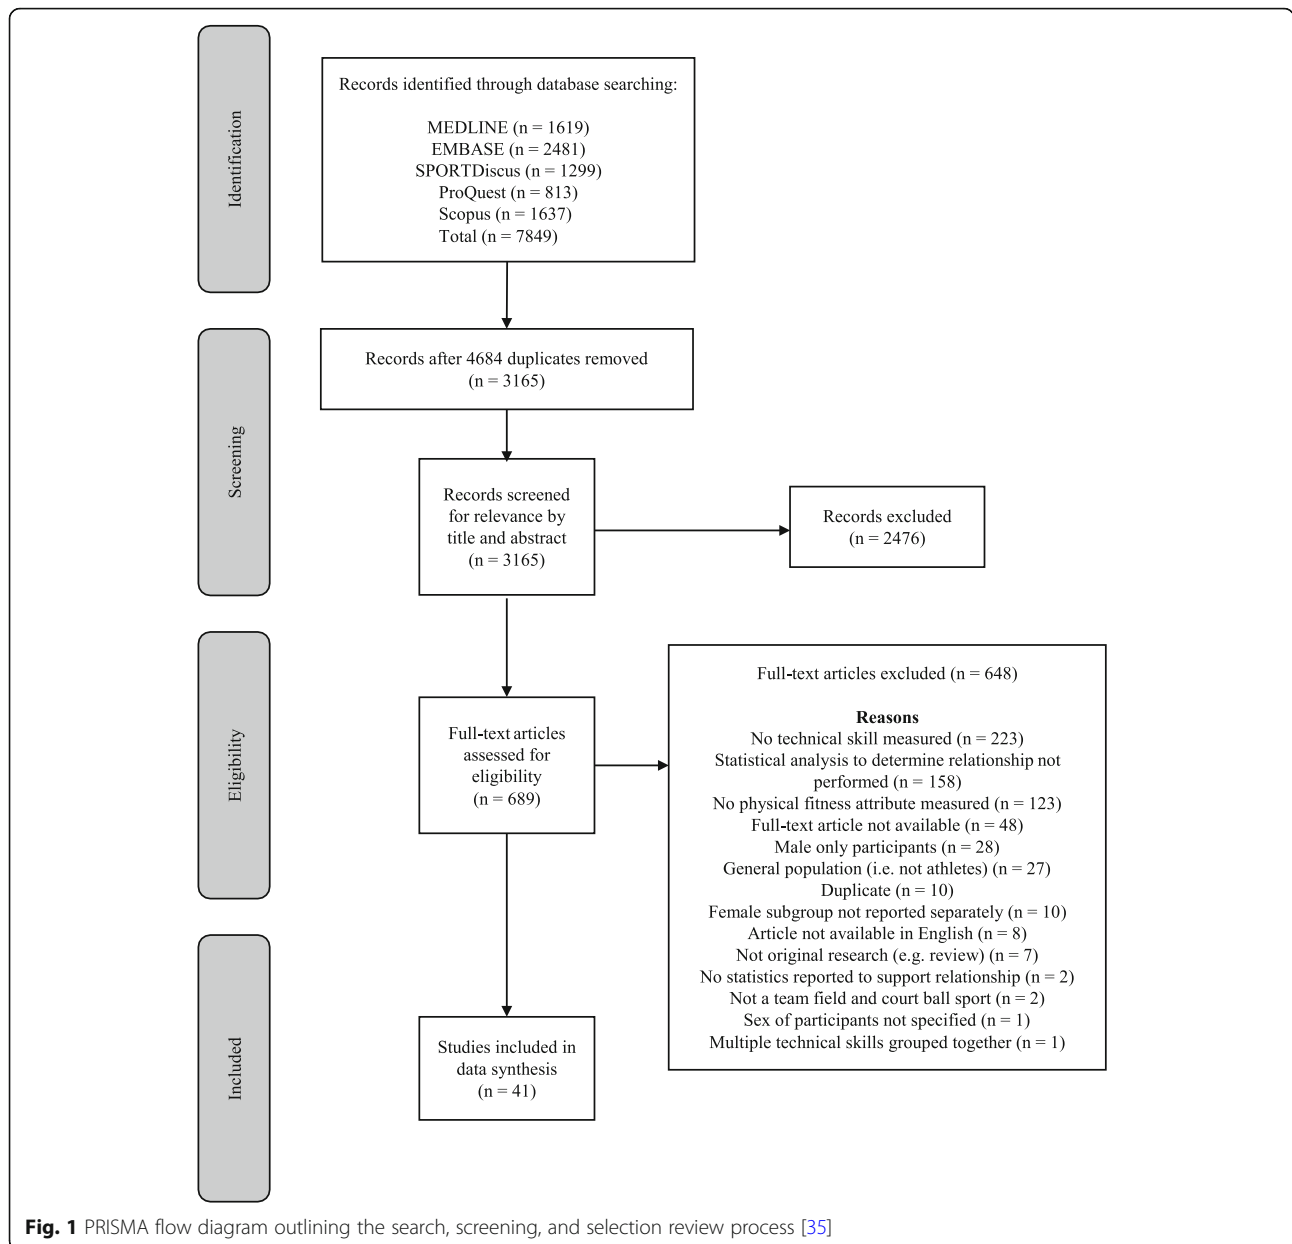 Identification
Records identified through database searching:
MEDLINE (n = 1619)
EMBASE (n = 2481)
SPORTDiscus (n = 1299)
ProQuest (n = 813)
Scopus (n = 1637)
Total (n = 7849)
Screening
Records after 4684 duplicates removed
(n = 3165)
Records screened
for relevance by
title and abstract
(n = 3165)
Records excluded
(n = 2476)
Eligibility
Full-text articles
assessed for
eligibility
(n = 689)
Full-text articles excluded (n = 648)
Reasons
No technical skill measured (n = 223)
Statistical analysis to determine relationship not
performed (n = 158)
No physical fitness attribute measured (n = 123)
Full-text article not available (n = 48)
Male only participants (n = 28)
General population (i.e. not athletes) (n = 27)
Duplicate (n = 10)
Female subgroup not reported separately (n = 10)
Article not available in English (n = 8)
Not original research (e.g. review) (n = 7)
No statistics reported to support relationship (n = 2)
Not a team field and court ball sport (n = 2)
Sex of participants not specified (n = 1)
Multiple technical skills grouped together (n = 1)
Included
Studies included in
data synthesis
(n = 41)
Fig. 1 PRISMA flow diagram outlining the search, screening, and selection review process [35]